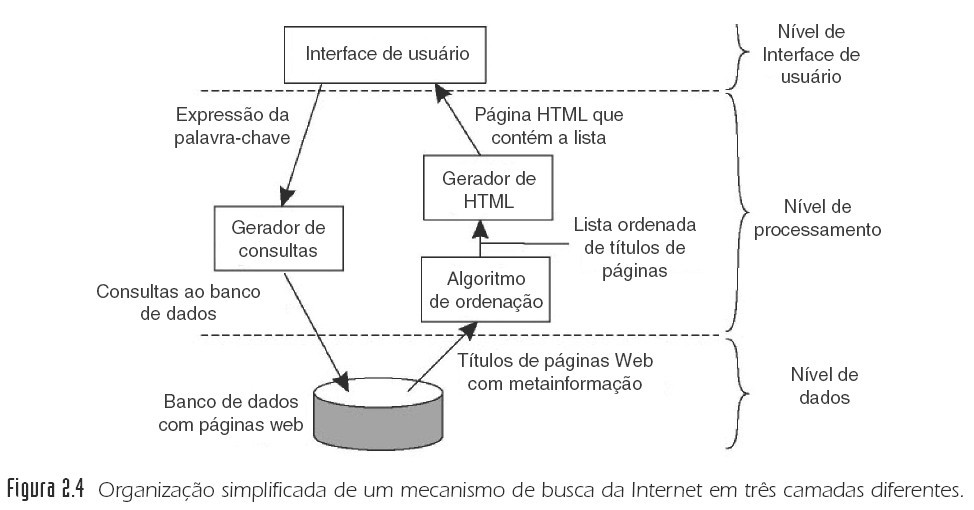 Interface de usuário
Nível de
Interface de
usuário
Expressão da
palavra-chave
Página HTML que
contém a lista
Gerador de
HTML
Gerador de
consultas
Lista ordenada
de títulos de
páginas
Nível de
processamento
Algoritmo
de ordenação
Consultas ao banco
de dados
Títulos de páginas Web
com metainformação
Banco de dados
com páginas web
Nível de
dados
Figura 2.4 Organização simplificada de um mecanismo de busca da Internet em três camadas diferentes.